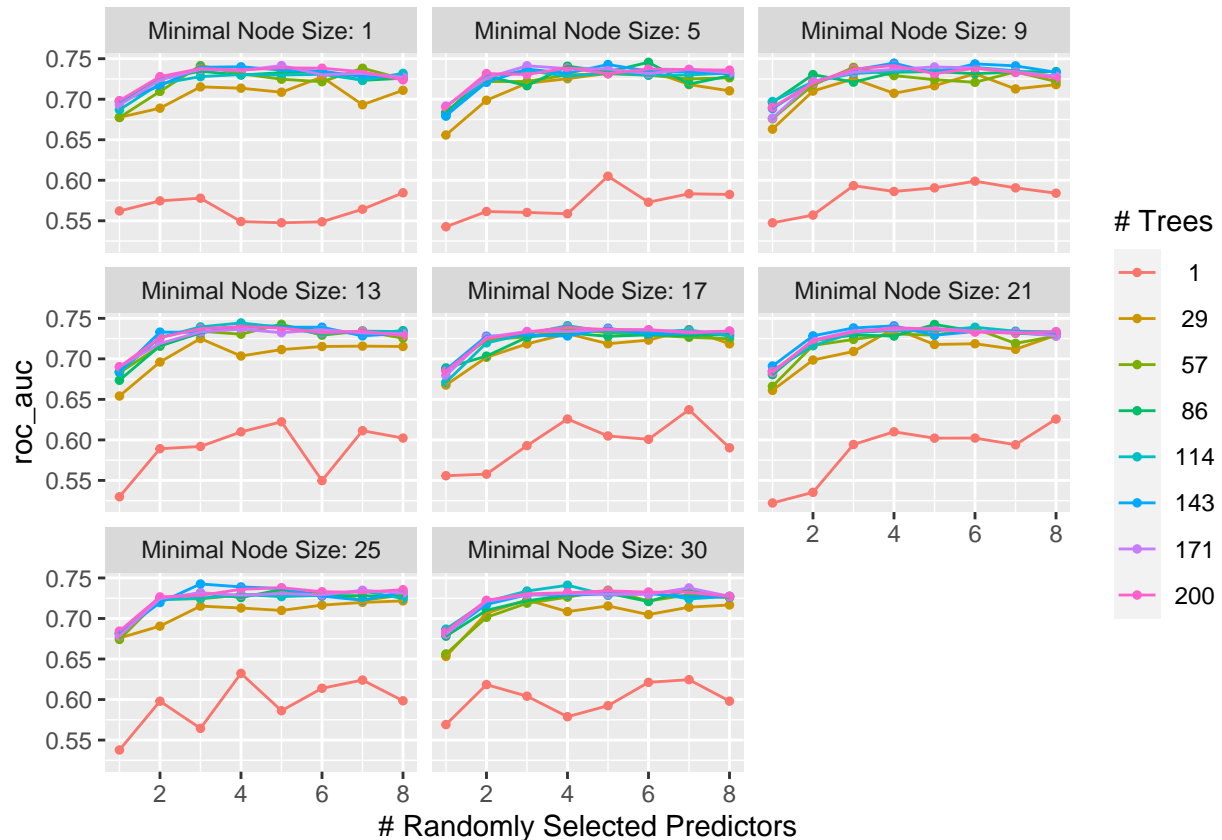 Minimal Node Size: 1
Minimal Node Size: 5
Minimal Node Size: 9
0.75
0.70
0.65
0.60
0.55
Minimal Node Size: 13
Minimal Node Size: 17
Minimal Node Size: 21
0.75
0.70
0.65
0.60
0.55
2 4 6 8
Minimal Node Size: 25
Minimal Node Size: 30
0.75
0.70
0.65
0.60
0.55
2 4 6 8
2 4 6 8
# Randomly Selected Predictors
roc_auc
# Trees
1
29
57
86
114
143
171
200